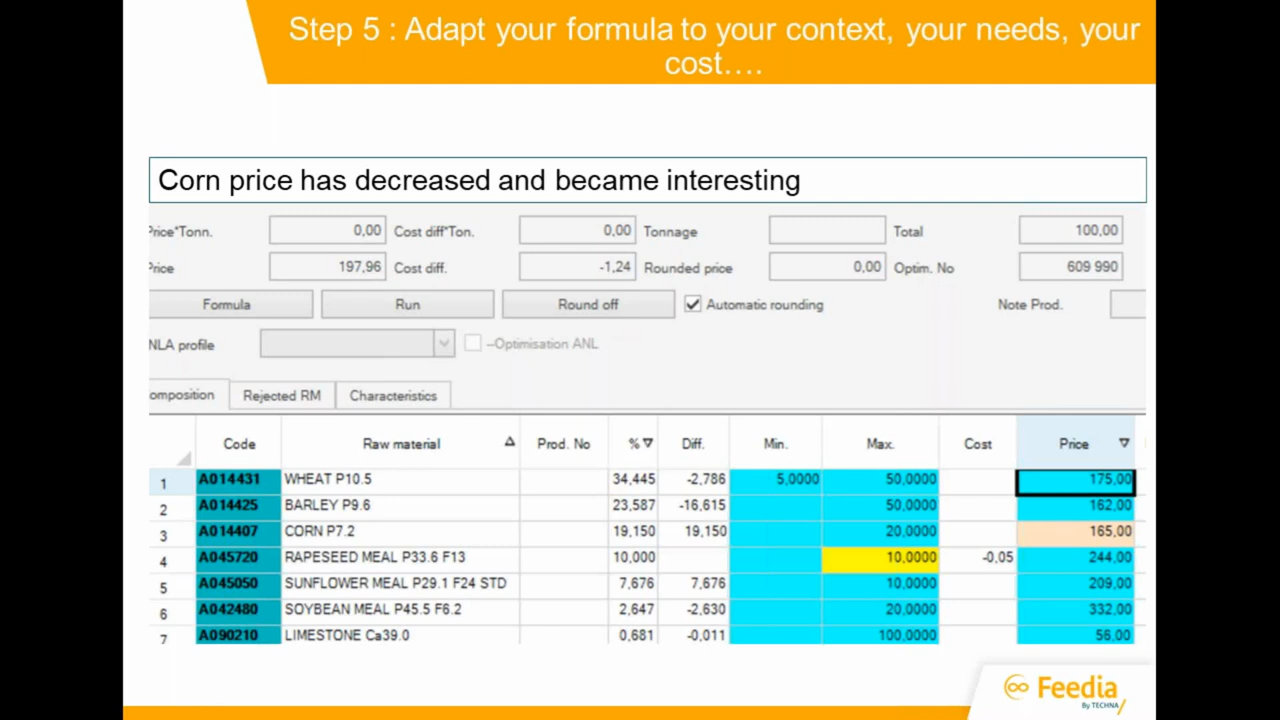 Step 5 : Adapt your formula to your context, your needs, your
cost….
Corn price has decreased and became interesting
Price*Tonn. 0,00 Cost diff*Ton. 0,00 Tonnage Total 100,00
Price 197,96 Cost diff. -1,24 Rounded price 0,00 Optim. No 609 990
Formula Run Round off Automatic rounding Note Prod.
NLA profile --Optimisation ANL
omposition Rejected RM Characteristics
Code Raw material Prod. No % Diff. Min. Max. Cost Price
1 A014431 WHEAT P10.5 34,445 -2,786 5,0000 50,0000 175,00
2 A014425 BARLEY P9.6 23,587 -16,615 50,0000 162,00
3 A014407 CORN P7.2 19,150 19,150 20,0000 165,00
4 A045720 RAPESEED MEAL P33.6 F13 10,000 10,0000 -0,05 244,00
5 A045050 SUNFLOWER MEAL P29.1 F24 STD 7,676 7,676 10,0000 209,00
6 A042480 SOYBEAN MEAL P45.5 F6.2 2,647 -2,630 20,0000 332,00
7 A090210 LIMESTONE Ca39.0 0,681 -0,011 100,0000 56,00
Feedia
By TECHNA